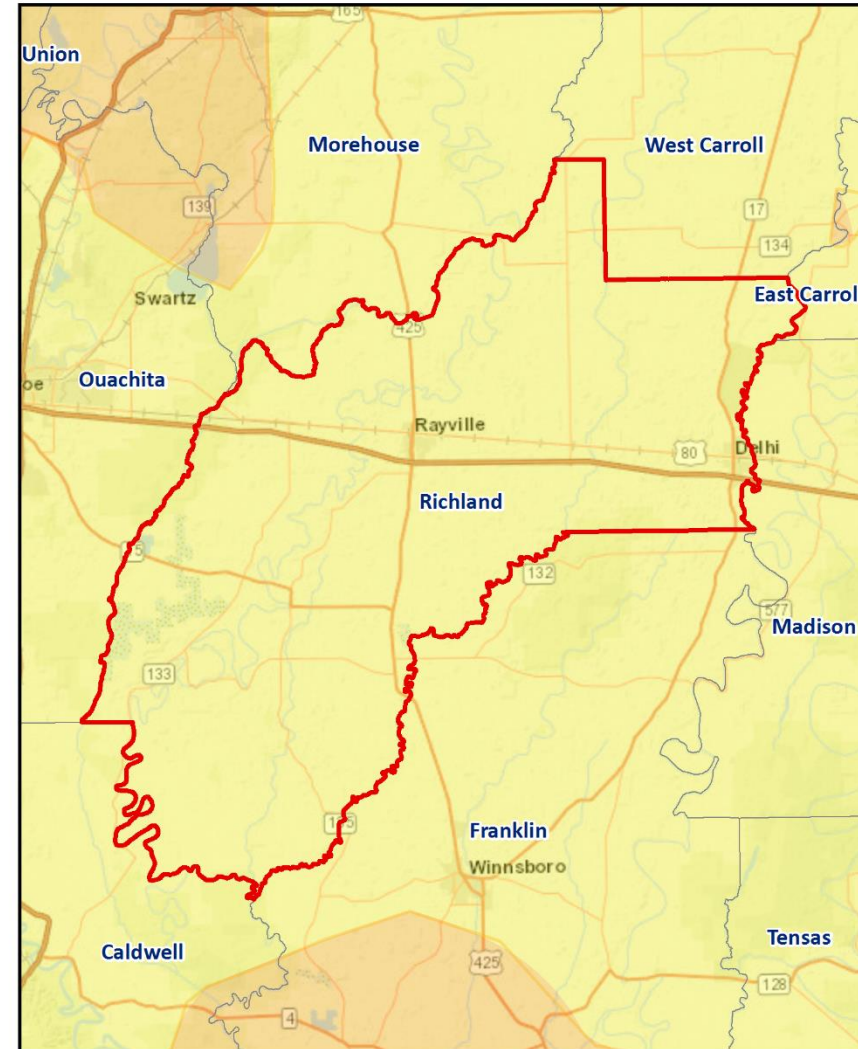 165
Union
Morehouse
West Carroll
139
17
134
Swartz
East Carrol
425
Ouachita
oe
Rayville
80
Delhi
Richland
132
577
Madison
133
Franklin
Winnsboro
Caldwell
Tensas
425
128
4